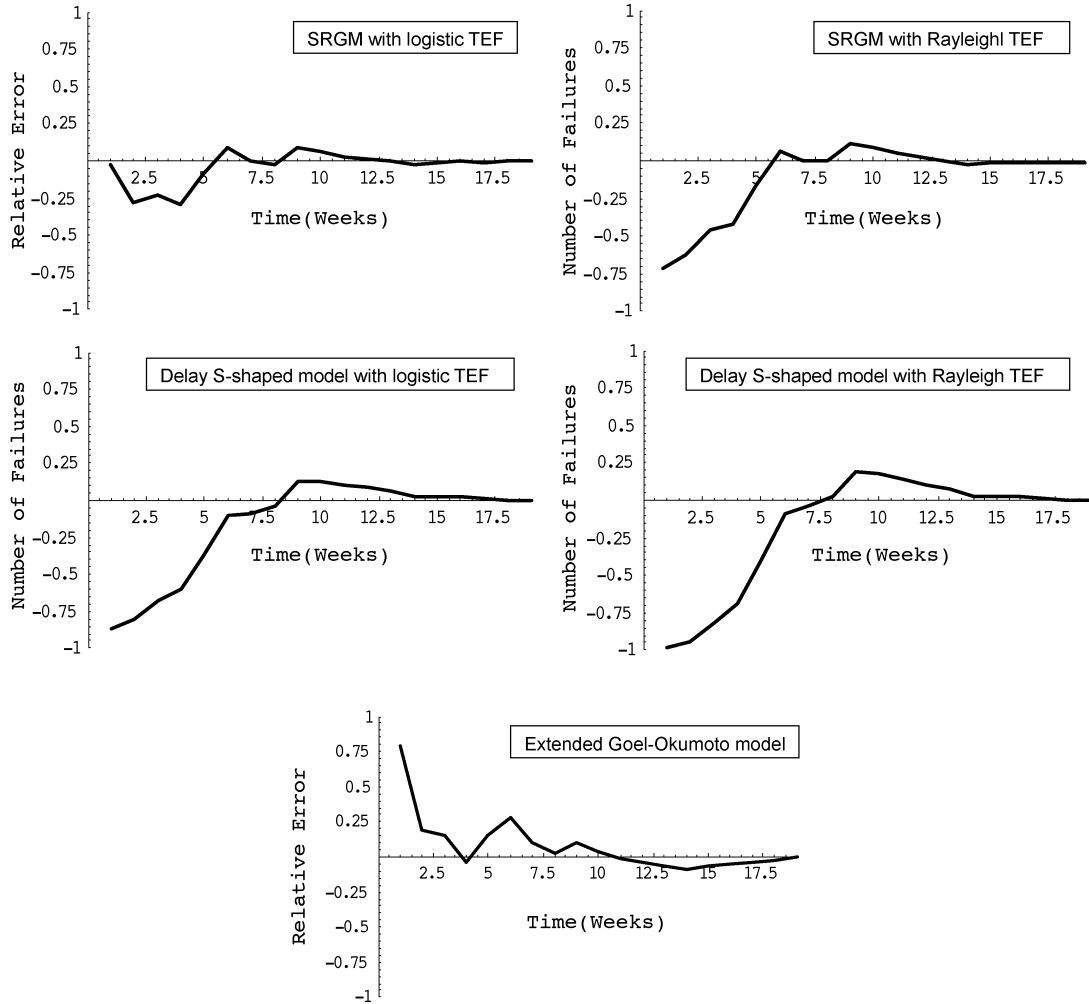 SRGM with logistic TEF
Relative Error
1
0.75
0.5
0.25
-0.25
-0.5
-0.75
-1
2.5 5 7.5 10 12.5 15 17.5
Time(Weeks)
SRGM with Rayleighl TEF
Number of Failures
1
0.75
0.5
0.25
-0.25
-0.5
-0.75
-1
2.5 5 7.5 10 12.5 15 17.5
Time(Weeks)
Delay S-shaped model with logistic TEF
Number of Failures
1
0.75
0.5
0.25
-0.25
-0.5
-0.75
-1
2.5 5 7.5 10 12.5 15 17.5
Time(Weeks)
Delay S-shaped model with Rayleigh TEF
Number of Failures
1
0.75
0.5
0.25
-0.25
-0.5
-0.75
-1
2.5 5 7.5 10 12.5 15 17.5
Time(Weeks)
Extended Goel-Okumoto model
Relative Error
1
0.75
0.5
0.25
-0.25
-0.5
-0.75
-1
2.5 5 7.5 10 12.5 15 17.5
Time(Weeks)